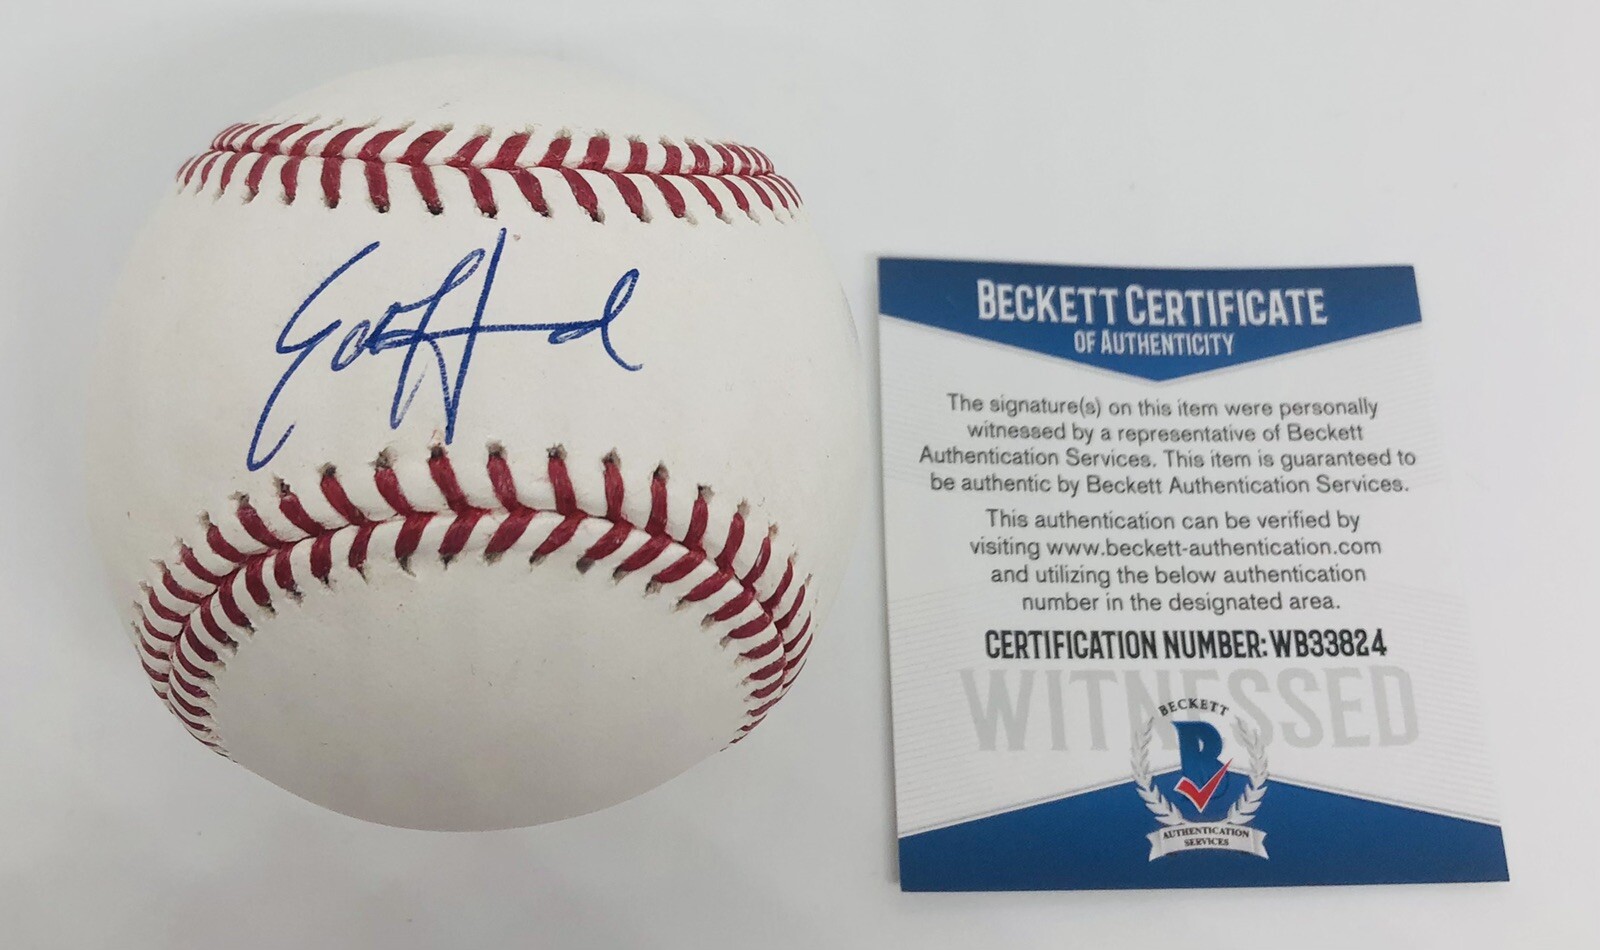 BECKETT CERTIFICATE
OF AUTHENTICITY
The signature(s) on this item were personally
witnessed by a representative of Beckett
Authentication Services. This item is guaranteed to
be authentic by Beckett Authentication Services.
This authentication can be verified by
visiting www.beckett-authentication.com
and utilizing the below authentication
number in the designated area.
CERTIFICATION NUMBER: WB33824
WITNESSED
BECKETT
B
AUTHENTICATION
SERVICES